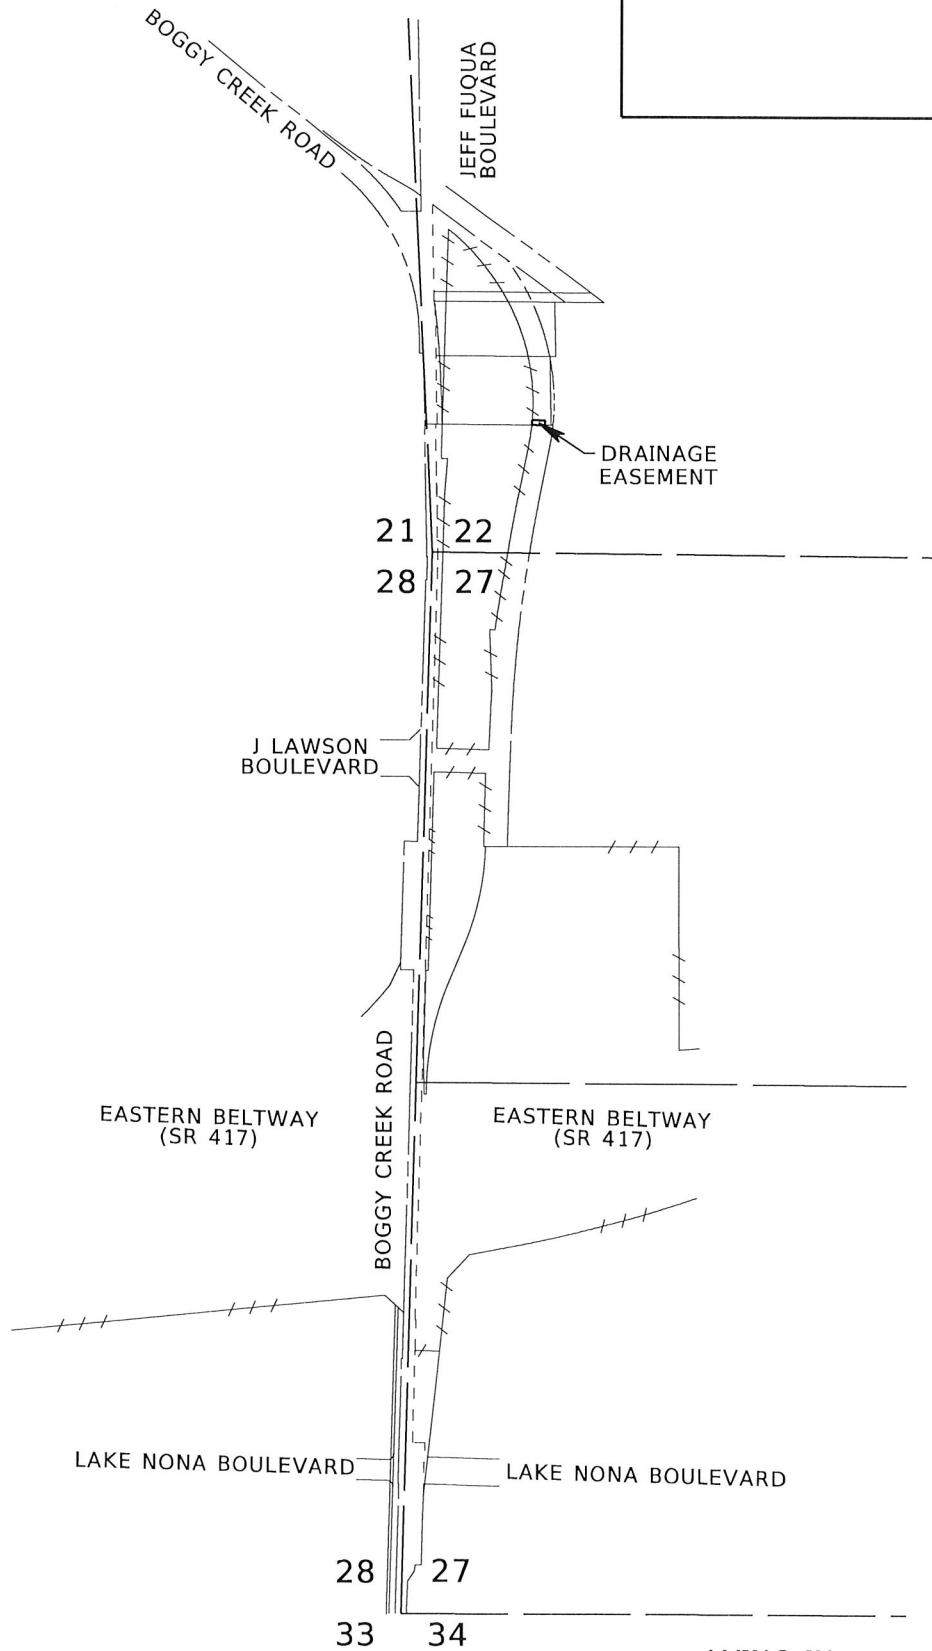 BOGGY CREEK ROAD
JEFF FUQUA
BOULEVARD
DRAINAGE
EASEMENT
21 22
28 27
J LAWSON
BOULEVARD
BOGGY CREEK ROAD
EASTERN BELTWAY
(SR 417)
EASTERN BELTWAY
(SR 417)
LAKE NONA BOULEVARD
LAKE NONA BOULEVARD
28 27
33 34